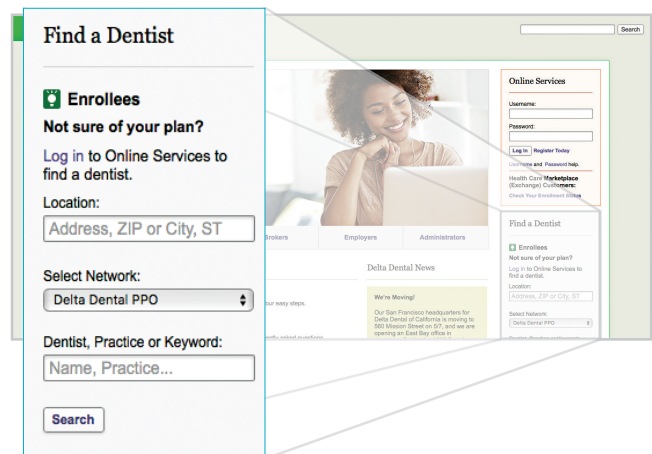 Find a Dentist
Enrollees
Not sure of your plan?
Log in to Online Services to
find a dentist.
Location:
Address, ZIP or City, ST
Select Network:
Delta Dental PPO
Dentist, Practice or Keyword:
Name, Practice...
Search
Search
Online Services
Username:
Password:
Log In Register Today
Username and Password help.
Health Care Marketplace
(Exchange) Customers:
Check Your Enrollment Status
Brokers
Employers
Administrators
Delta Dental News
We're Moving!
Our San Francisco headquarters for
Delta Dental of California is moving to
560 Mission Street on 5/7, and we are
opening an East Bay office in
our easy steps.
asked questions
Find a Dentist
Enrollees
Not sure of your plan?
Log in to Online Services to
find a dentist.
Location:
Address, ZIP or City, ST
Select Network:
Delta Dental PPO